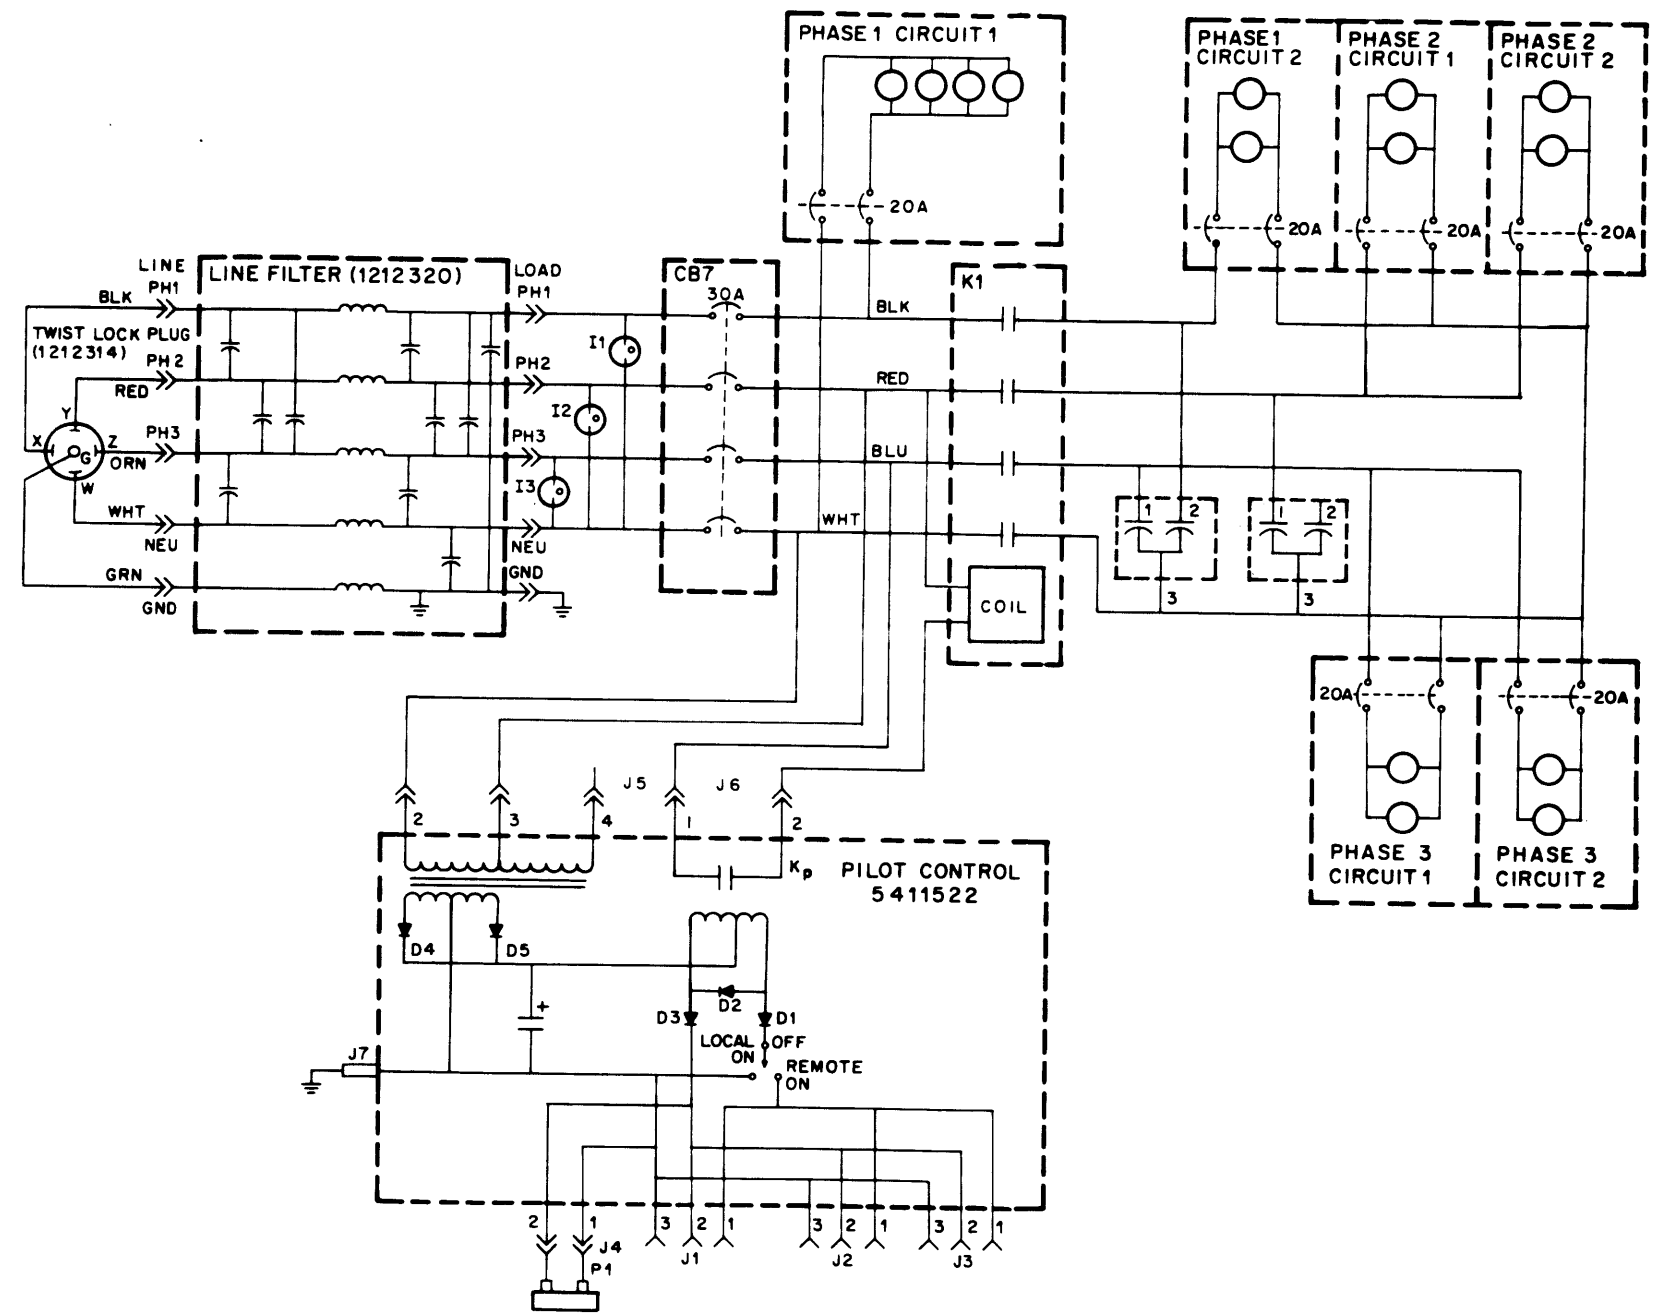 PHASE 1 CIRCUIT 1
20A
PHASE 1
CIRCUIT 2
20A
PHASE 2
CIRCUIT 1
20A
PHASE 2
CIRCUIT 2
20A
LINE
PH1
BLK
TWIST LOCK PLUG
(1212314)
PH2
RED
Y
X
Z
G
W
PH3
ORN
WHT
NEU
GRN
GND
LINE FILTER (1212320)
LOAD
PH1
PH2
PH3
NEU
GND
I1
I2
I3
CB7
30A
BLK
RED
BLU
WHT
K1
COIL
1 2
3
1 2
3
20A
PHASE 3
CIRCUIT 1
20A
PHASE 3
CIRCUIT 2
J5 J6
2 3 4 1 2
Kp
PILOT CONTROL
5411522
D4 D5
D2
D3 D1
LOCAL OFF
ON
REMOTE
ON
J7
2 1
J4
P1
3 2 1
J1
3 2 1
J2
3 2 1
J3
+